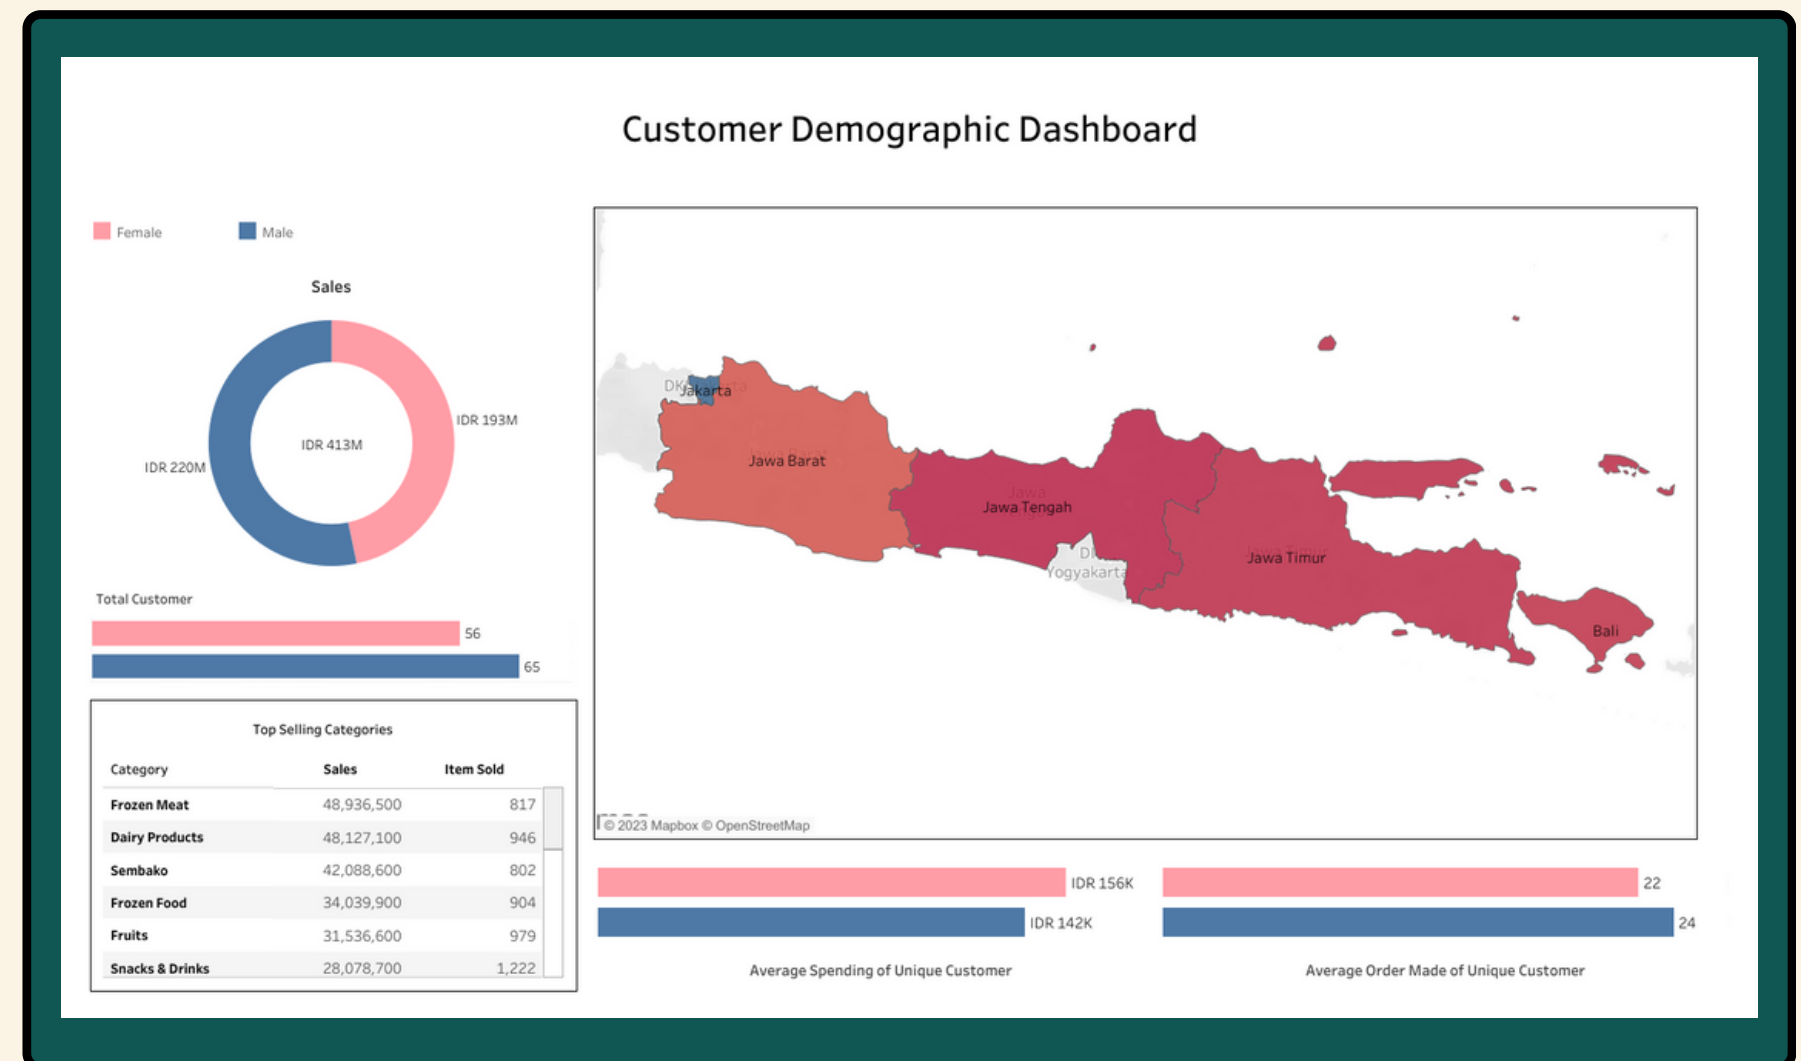 Customer Demographic Dashboard
Female
Male
Sales
IDR 193M
IDR 413M
IDR 220M
Total Customer
56
65
Top Selling Categories
Category Sales Item Sold
Frozen Meat 48,936,500 817
Dairy Products 48,127,100 946
Sembako 42,088,600 802
Frozen Food 34,039,900 904
Fruits 31,536,600 979
Snacks & Drinks 28,078,700 1,222
Jakarta
Jawa Barat
Jawa
Jawa Tengah
Yogyakarta
Jawa Timur
Bali
© 2023 Mapbox © OpenStreetMap
IDR 156K
IDR 142K
Average Spending of Unique Customer
22
24
Average Order Made of Unique Customer